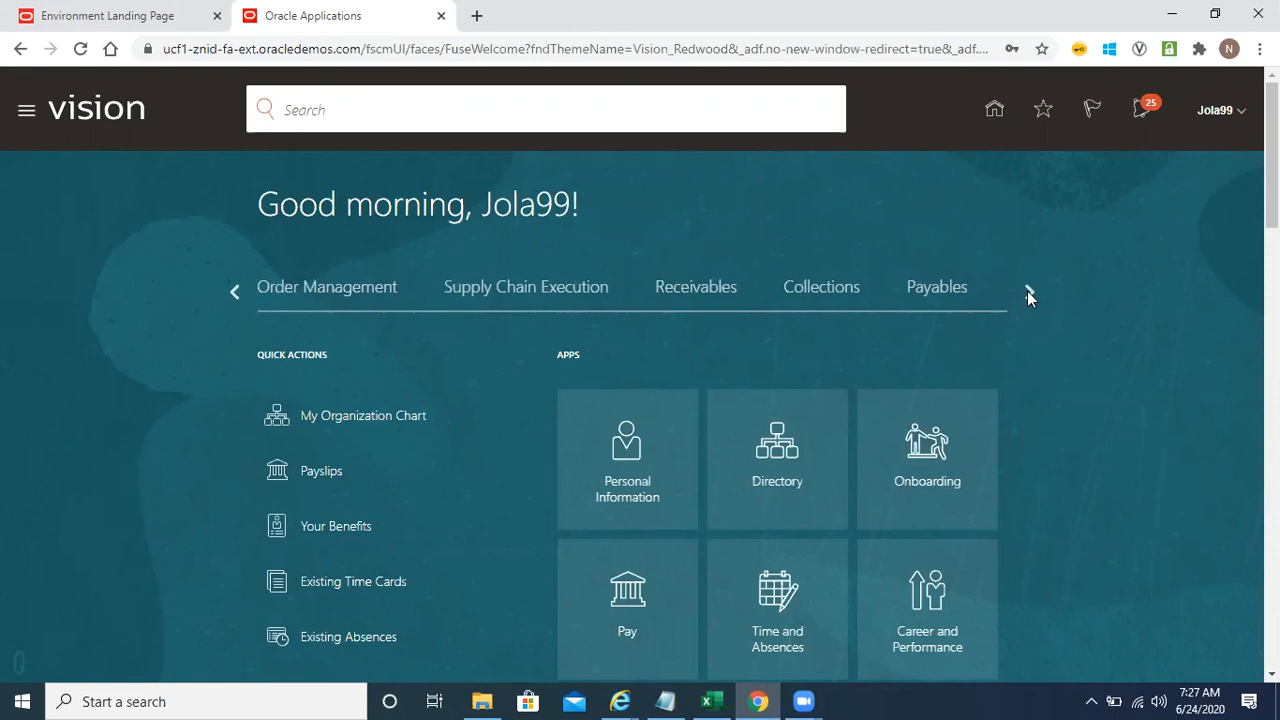 Environment Landing Page
Oracle Applications
ucf1-znid-fa-ext.oracledemos.com/fscmUI/faces/FuseWelcome?fndThemeName=Vision_Redwood&_adf.no-new-window-redirect=true&_adf....
N
vision
Search
25
Jola99
Good morning, Jola99!
Order Management
Supply Chain Execution
Receivables
Collections
Payables
QUICK ACTIONS
My Organization Chart
Payslips
Your Benefits
Existing Time Cards
Existing Absences
APPS
Personal
Information
Directory
Onboarding
Pay
Time and
Absences
Career and
Performance
0
Start a search
7:27 AM
6/24/2020